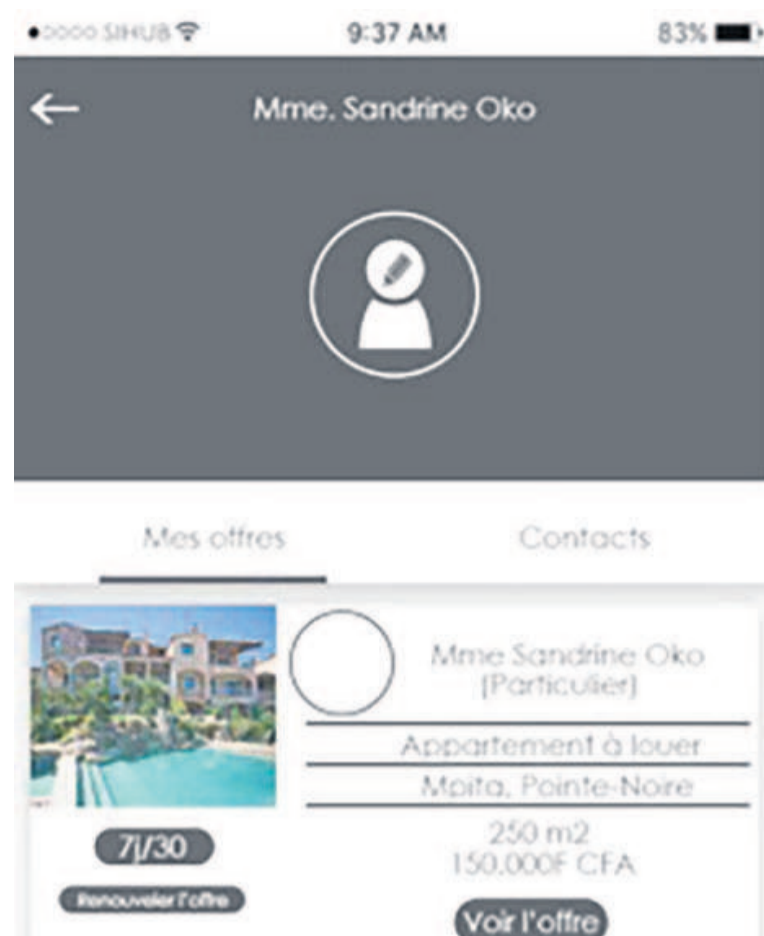 SIHUB 9:37 AM 83%
Mme. Sandrine Oko
Mes offres Contacts
Mme Sandrine Oko
(Particulier)
Appartement à louer
Mpita, Pointe-Noire
250 m2
150.000F CFA
7j/30
Renouveler l'offre
Voir l'offre